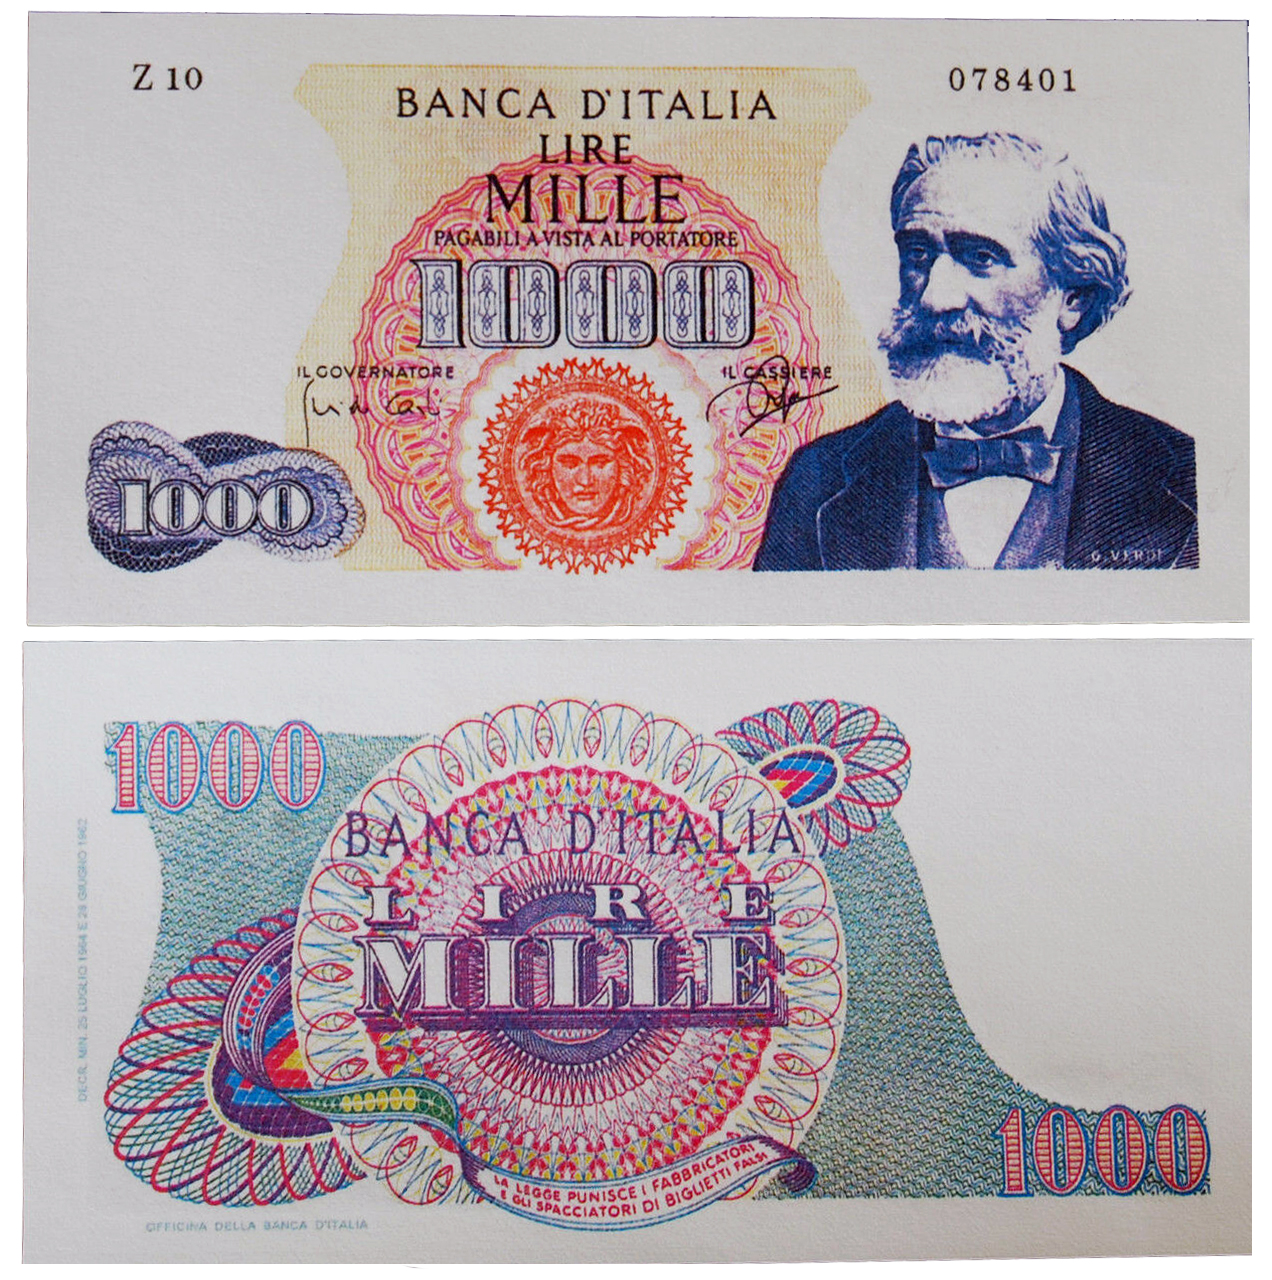 Z 10
078401
BANCA D'ITALIA
LIRE
MILLE
PAGABILI A VISTA AL PORTATORE
1000
IL GOVERNATORE
IL CASSIERE
1000
G. VERDI
1000
BANCA D'ITALIA
LIRE
MILLE
DECR. MIN. 25 LUGLIO 1964 E 28 GIUGNO 1962
1000
LA LEGGE PUNISCE I FABBRICATORI
E GLI SPACCIATORI DI BIGLIETTI FALSI
OFFICINA DELLA BANCA D'ITALIA